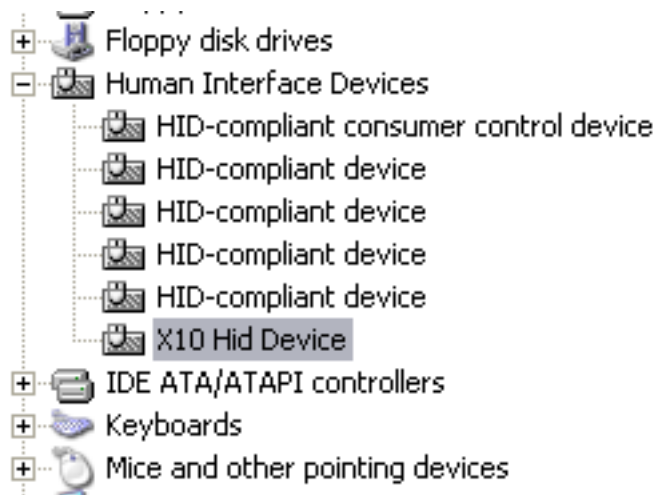 Floppy disk drives
Human Interface Devices
HID-compliant consumer control device
HID-compliant device
HID-compliant device
HID-compliant device
HID-compliant device
X10 Hid Device
IDE ATA/ATAPI controllers
Keyboards
Mice and other pointing devices